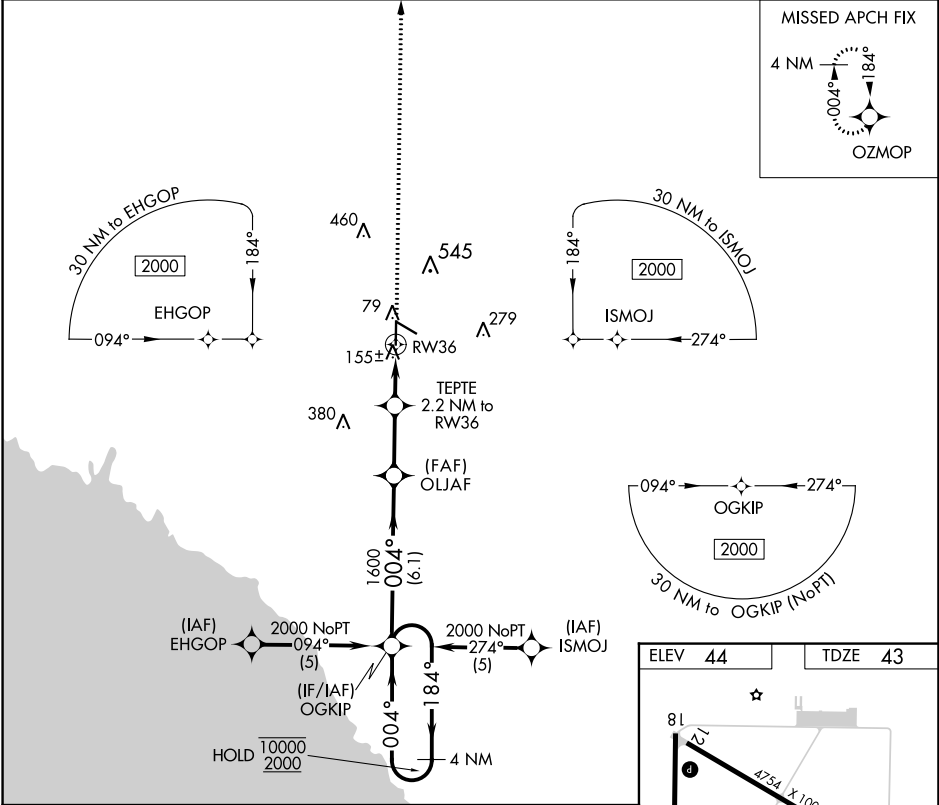 MISSED APCH FIX
4 NM
184°
004°
OZMOP
30 NM to EHGOP
2000
184°
EHGOP
094°
460
545
79
279
155±
RW36
30 NM to ISMOJ
184°
2000
ISMOJ
274°
TEPTE
2.2 NM to
RW36
380
(FAF)
OLJAF
094°
274°
OGKIP
2000
30 NM to OGKIP (NoPT)
1600
004°
(6.1)
(IAF)
EHGOP
2000 NoPT
094°
(5)
2000 NoPT
274°
(5)
(IAF)
ISMOJ
(IF/IAF)
OGKIP
004°
184°
HOLD
10000
2000
4 NM
ELEV 44
TDZE 43
18
12
P
4754 X 100